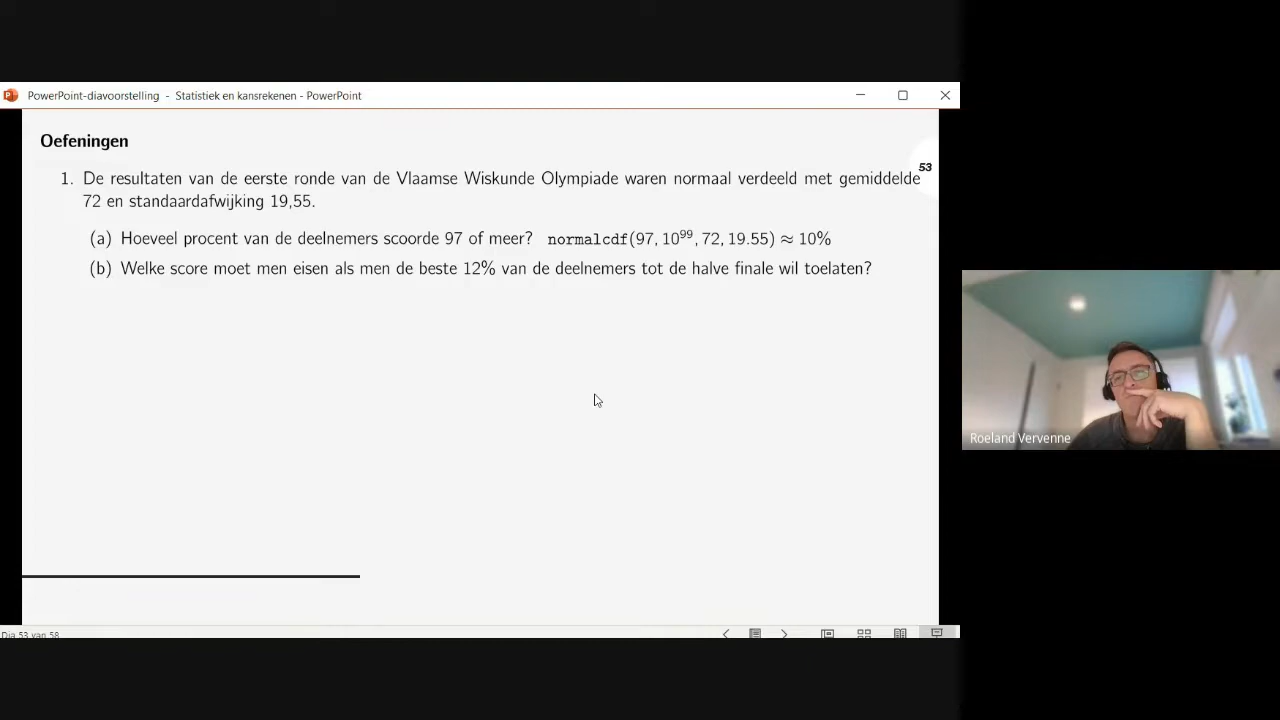 PowerPoint-diavoorstelling - Statistiek en kansrekenen - PowerPoint
Oefeningen
53
1. De resultaten van de eerste ronde van de Vlaamse Wiskunde Olympiade waren normaal verdeeld met gemiddelde
72 en standaardafwijking 19,55.
(a) Hoeveel procent van de deelnemers scoorde 97 of meer? normalcdf(97, 10⁹⁹, 72, 19.55) ≈ 10%
(b) Welke score moet men eisen als men de beste 12% van de deelnemers tot de halve finale wil toelaten?
Roeland Vervenne
Dia 53 van 58